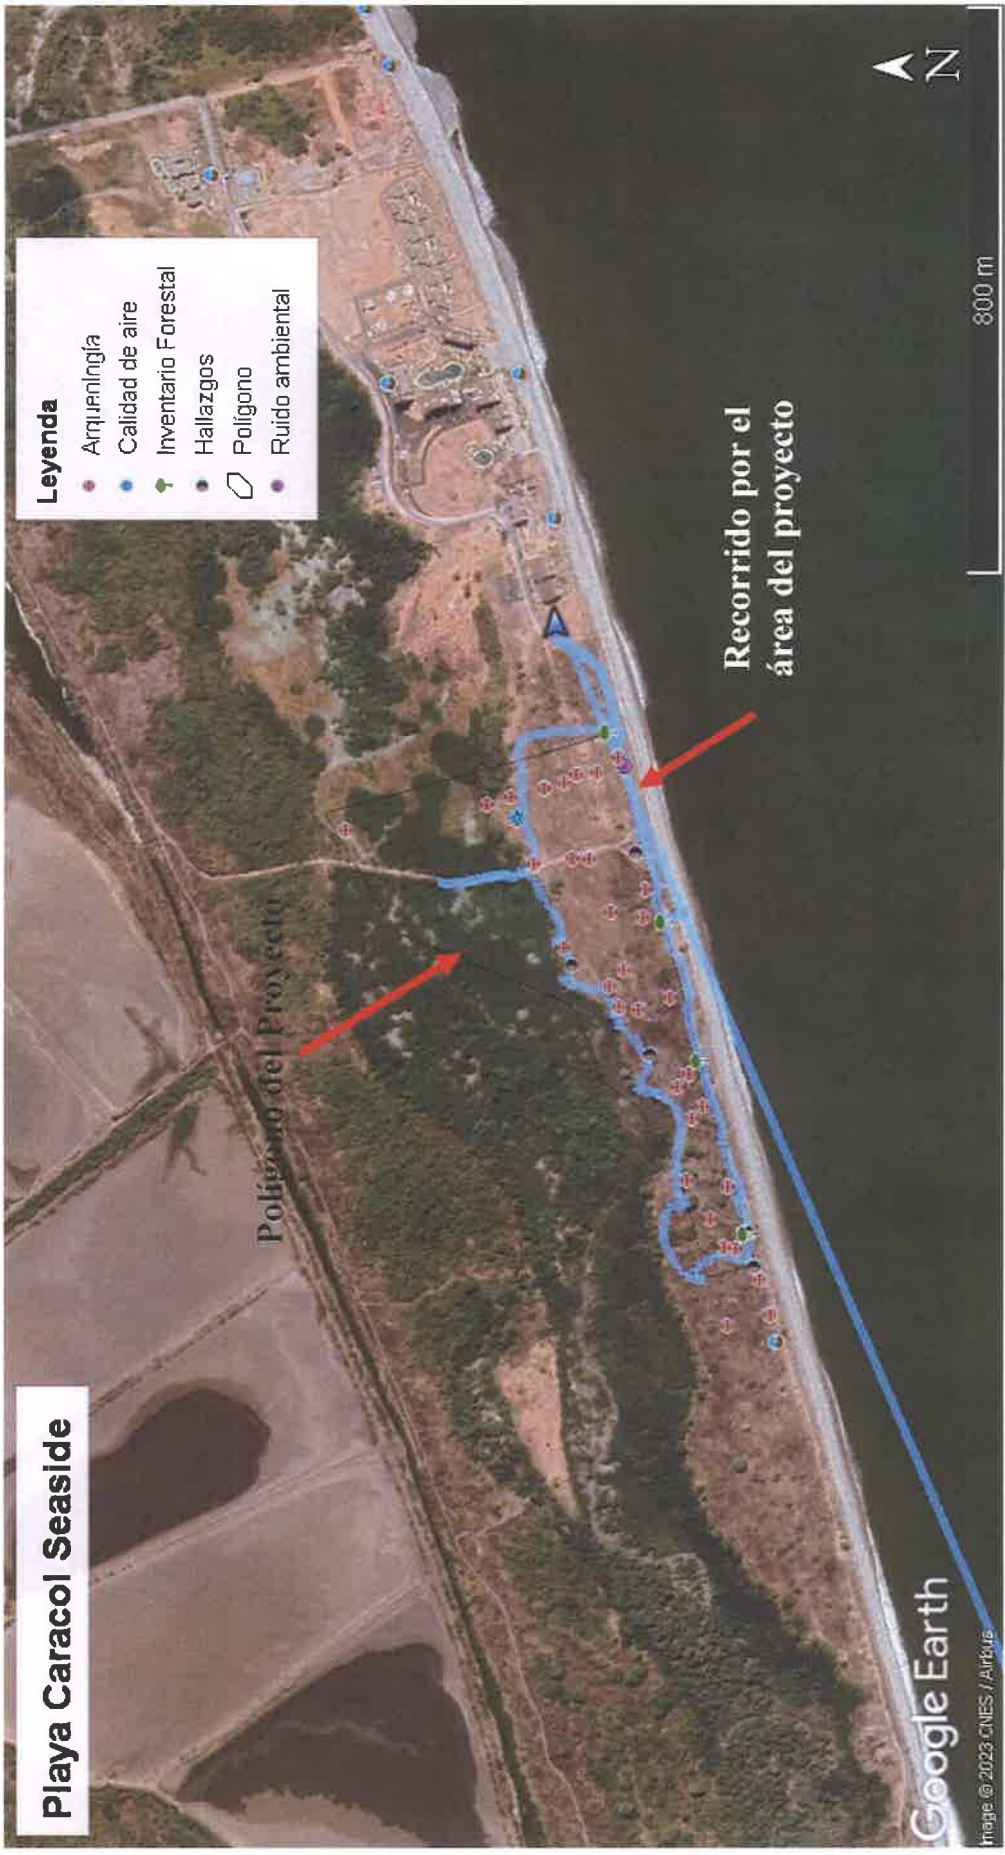 Playa Caracol Seaside
Leyenda
Arqueología
Calidad de aire
Inventario Forestal
Hallazgos
Polígono
Ruido ambiental
Polígono del Proyecto
Recorrido por el
área del proyecto
N
800 m
Google Earth
Image © 2023 CNES / Airbus